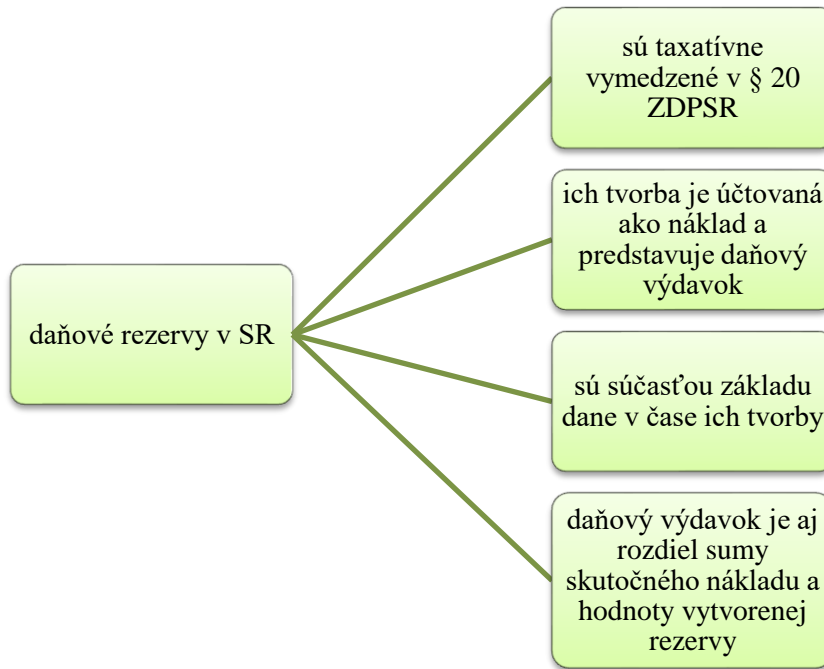 daňové rezervy v SR
sú taxatívne
vymedzené v § 20
ZDPSR
ich tvorba je účtovaná
ako náklad a
predstavuje daňový
výdavok
sú súčasťou základu
dane v čase ich tvorby
daňový výdavok je aj
rozdiel sumy
skutočného nákladu a
hodnoty vytvorenej
rezervy